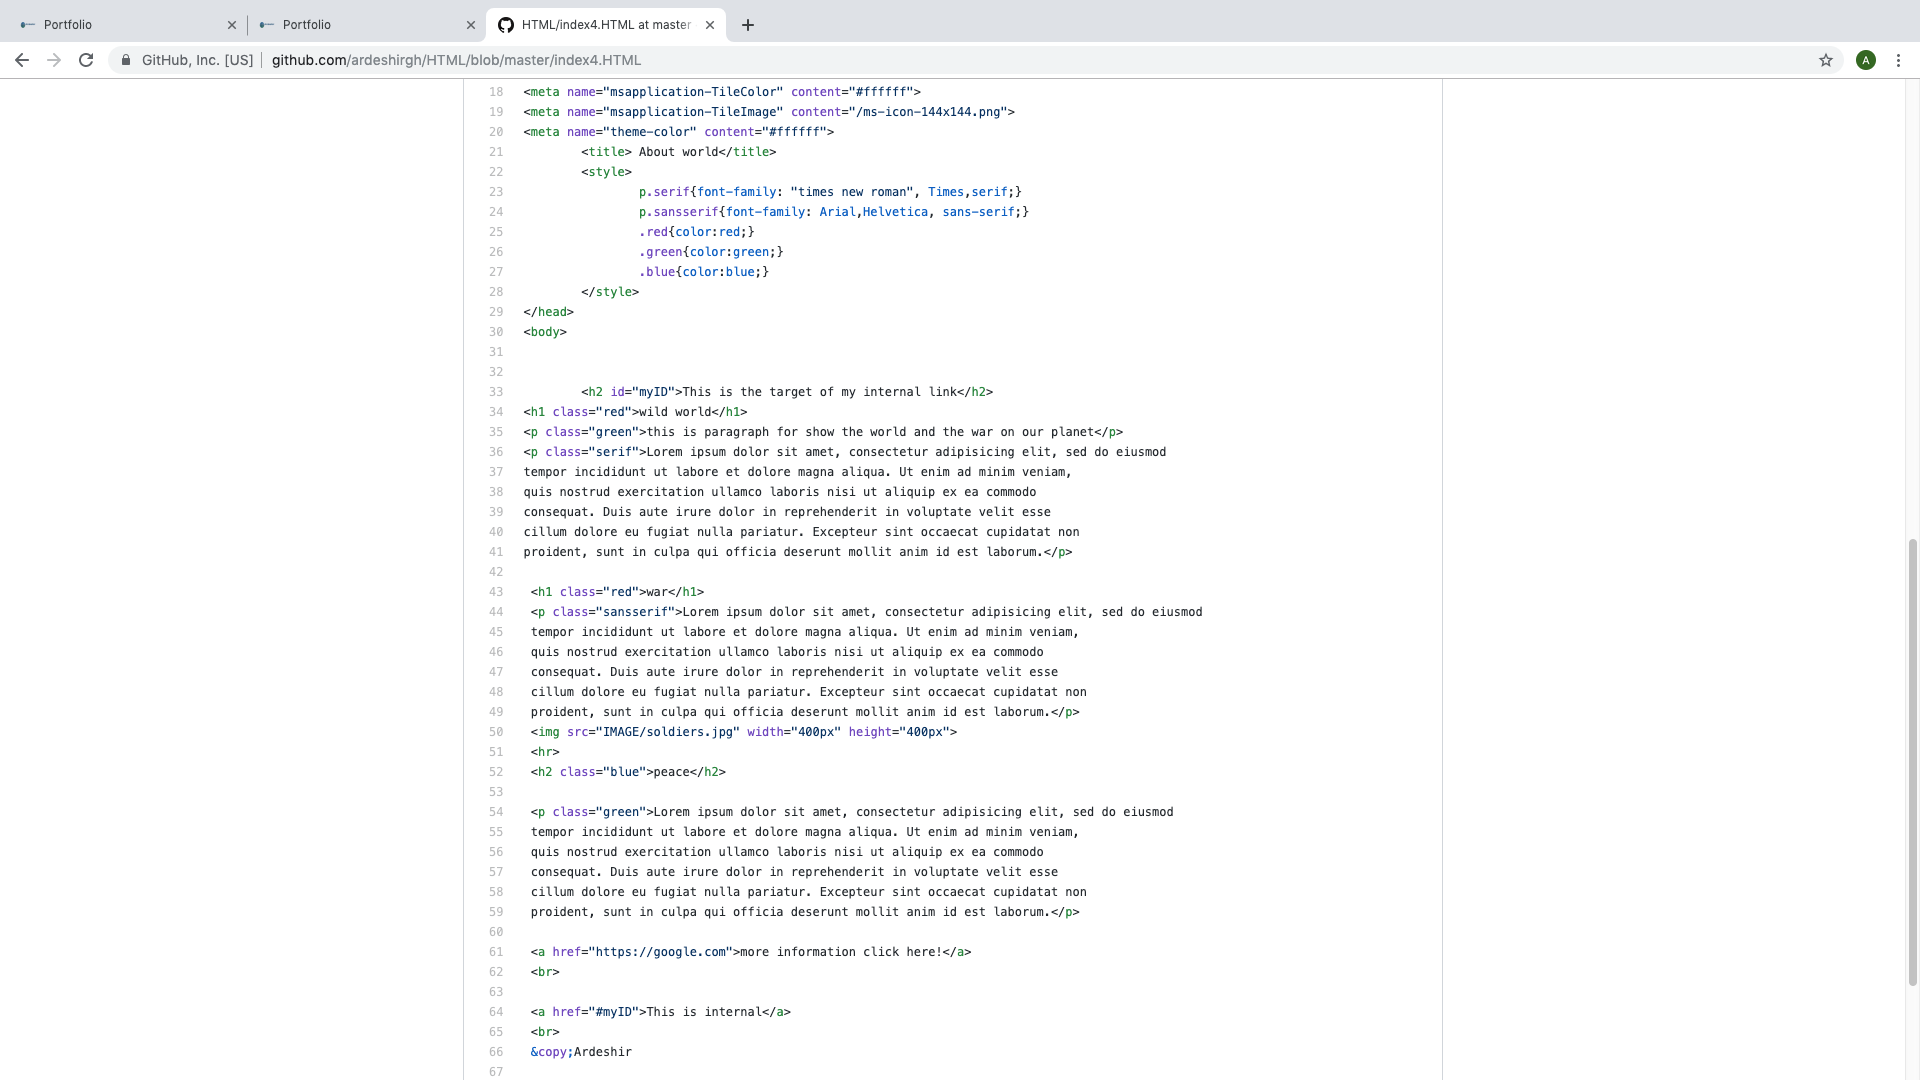 Portfolio
Portfolio
HTML/index4.HTML at master
GitHub, Inc. [US]
github.com/ardeshirgh/HTML/blob/master/index4.HTML
A
18 <meta name="msapplication-TileColor" content="#ffffff">
19 <meta name="msapplication-TileImage" content="/ms-icon-144x144.png">
20 <meta name="theme-color" content="#ffffff">
21 <title> About world</title>
22 <style>
23 p.serif{font-family: "times new roman", Times,serif;}
24 p.sansserif{font-family: Arial,Helvetica, sans-serif;}
25 .red{color:red;}
26 .green{color:green;}
27 .blue{color:blue;}
28 </style>
29 </head>
30 <body>
31
32
33 <h2 id="myID">This is the target of my internal link</h2>
34 <h1 class="red">wild world</h1>
35 <p class="green">this is paragraph for show the world and the war on our planet</p>
36 <p class="serif">Lorem ipsum dolor sit amet, consectetur adipisicing elit, sed do eiusmod
37 tempor incididunt ut labore et dolore magna aliqua. Ut enim ad minim veniam,
38 quis nostrud exercitation ullamco laboris nisi ut aliquip ex ea commodo
39 consequat. Duis aute irure dolor in reprehenderit in voluptate velit esse
40 cillum dolore eu fugiat nulla pariatur. Excepteur sint occaecat cupidatat non
41 proident, sunt in culpa qui officia deserunt mollit anim id est laborum.</p>
42
43 <h1 class="red">war</h1>
44 <p class="sansserif">Lorem ipsum dolor sit amet, consectetur adipisicing elit, sed do eiusmod
45 tempor incididunt ut labore et dolore magna aliqua. Ut enim ad minim veniam,
46 quis nostrud exercitation ullamco laboris nisi ut aliquip ex ea commodo
47 consequat. Duis aute irure dolor in reprehenderit in voluptate velit esse
48 cillum dolore eu fugiat nulla pariatur. Excepteur sint occaecat cupidatat non
49 proident, sunt in culpa qui officia deserunt mollit anim id est laborum.</p>
50 <img src="IMAGE/soldiers.jpg" width="400px" height="400px">
51 <hr>
52 <h2 class="blue">peace</h2>
53
54 <p class="green">Lorem ipsum dolor sit amet, consectetur adipisicing elit, sed do eiusmod
55 tempor incididunt ut labore et dolore magna aliqua. Ut enim ad minim veniam,
56 quis nostrud exercitation ullamco laboris nisi ut aliquip ex ea commodo
57 consequat. Duis aute irure dolor in reprehenderit in voluptate velit esse
58 cillum dolore eu fugiat nulla pariatur. Excepteur sint occaecat cupidatat non
59 proident, sunt in culpa qui officia deserunt mollit anim id est laborum.</p>
60
61 <a href="https://google.com">more information click here!</a>
62 <br>
63
64 <a href="#myID">This is internal</a>
65 <br>
66 &copy;Ardeshir
67